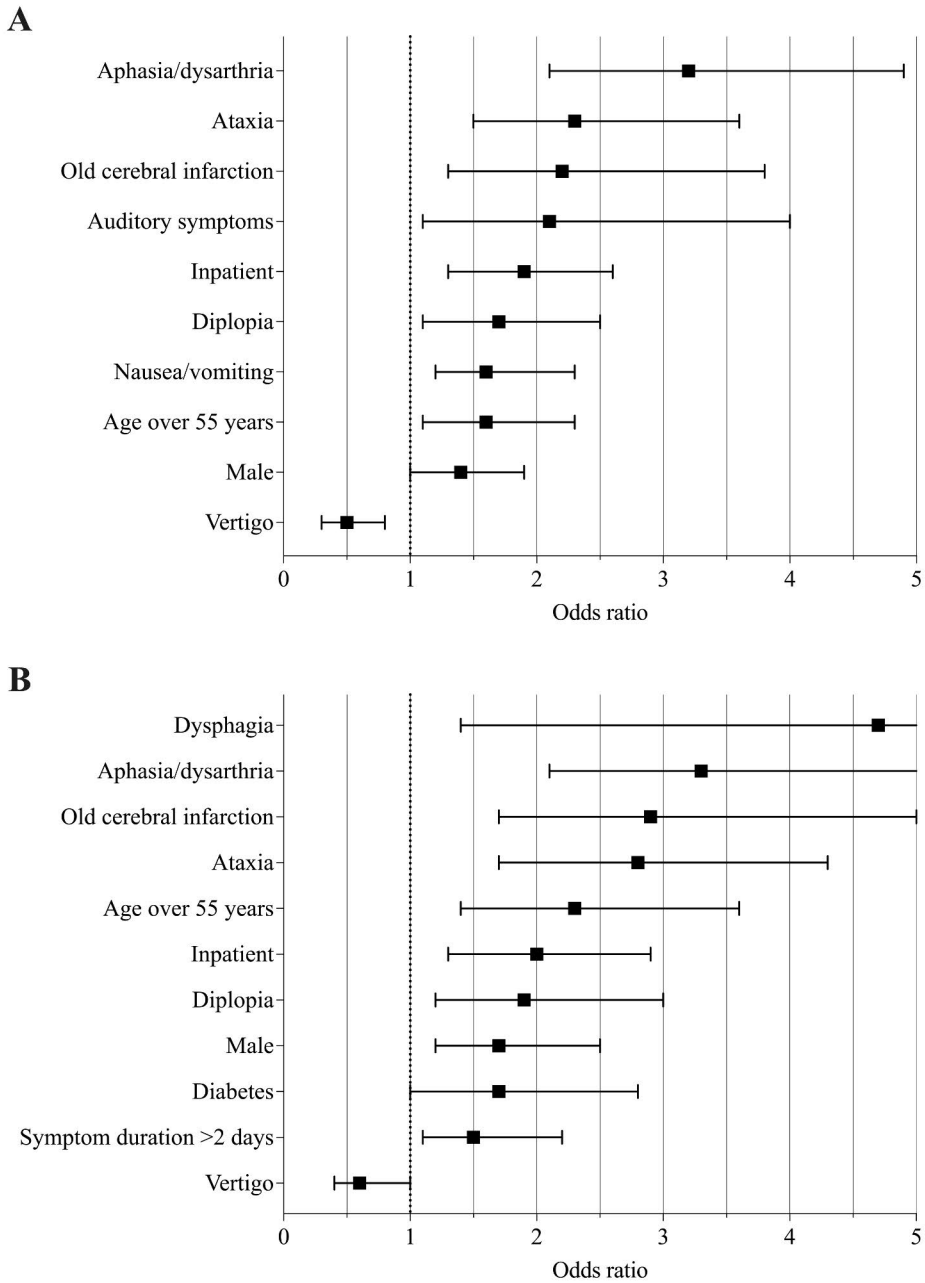 A
Aphasia/dysarthria
Ataxia
Old cerebral infarction
Auditory symptoms
Inpatient
Diplopia
Nausea/vomiting
Age over 55 years
Male
Vertigo
0 1 2 3 4 5
Odds ratio
B
Dysphagia
Aphasia/dysarthria
Old cerebral infarction
Ataxia
Age over 55 years
Inpatient
Diplopia
Male
Diabetes
Symptom duration >2 days
Vertigo
0 1 2 3 4 5
Odds ratio